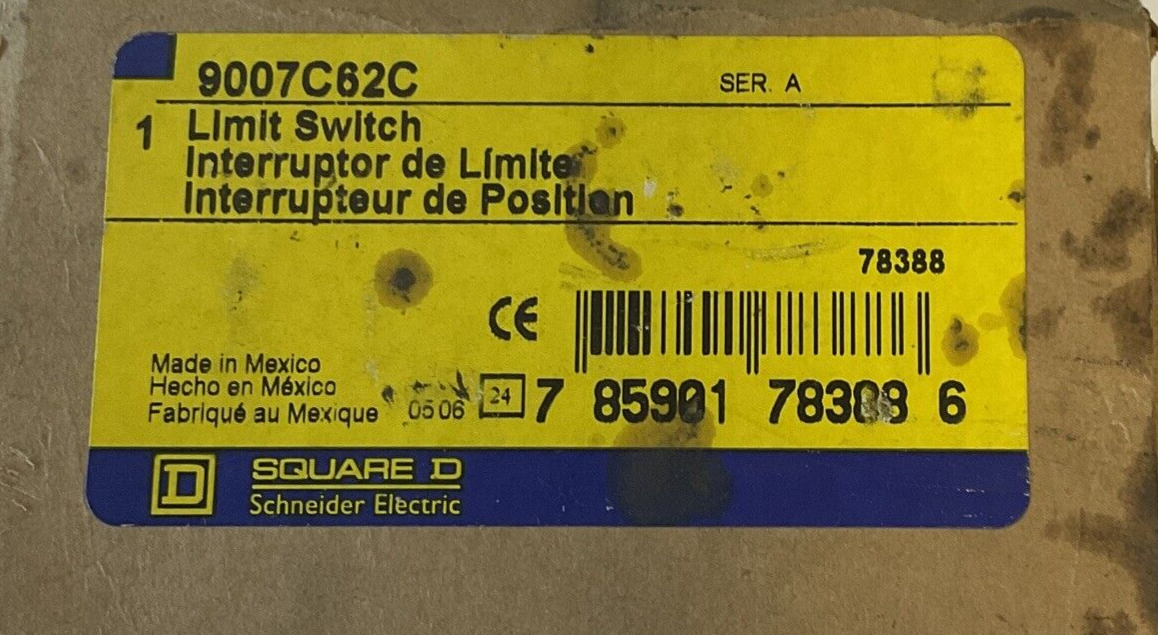 9007C62C SER. A
1 Limit Switch
Interruptor de Límite
Interrupteur de Position
78388
CE
Made in Mexico
Hecho en México
Fabriqué au Mexique 05 06 24 7 85901 78388 6
D SQUARE D
Schneider Electric